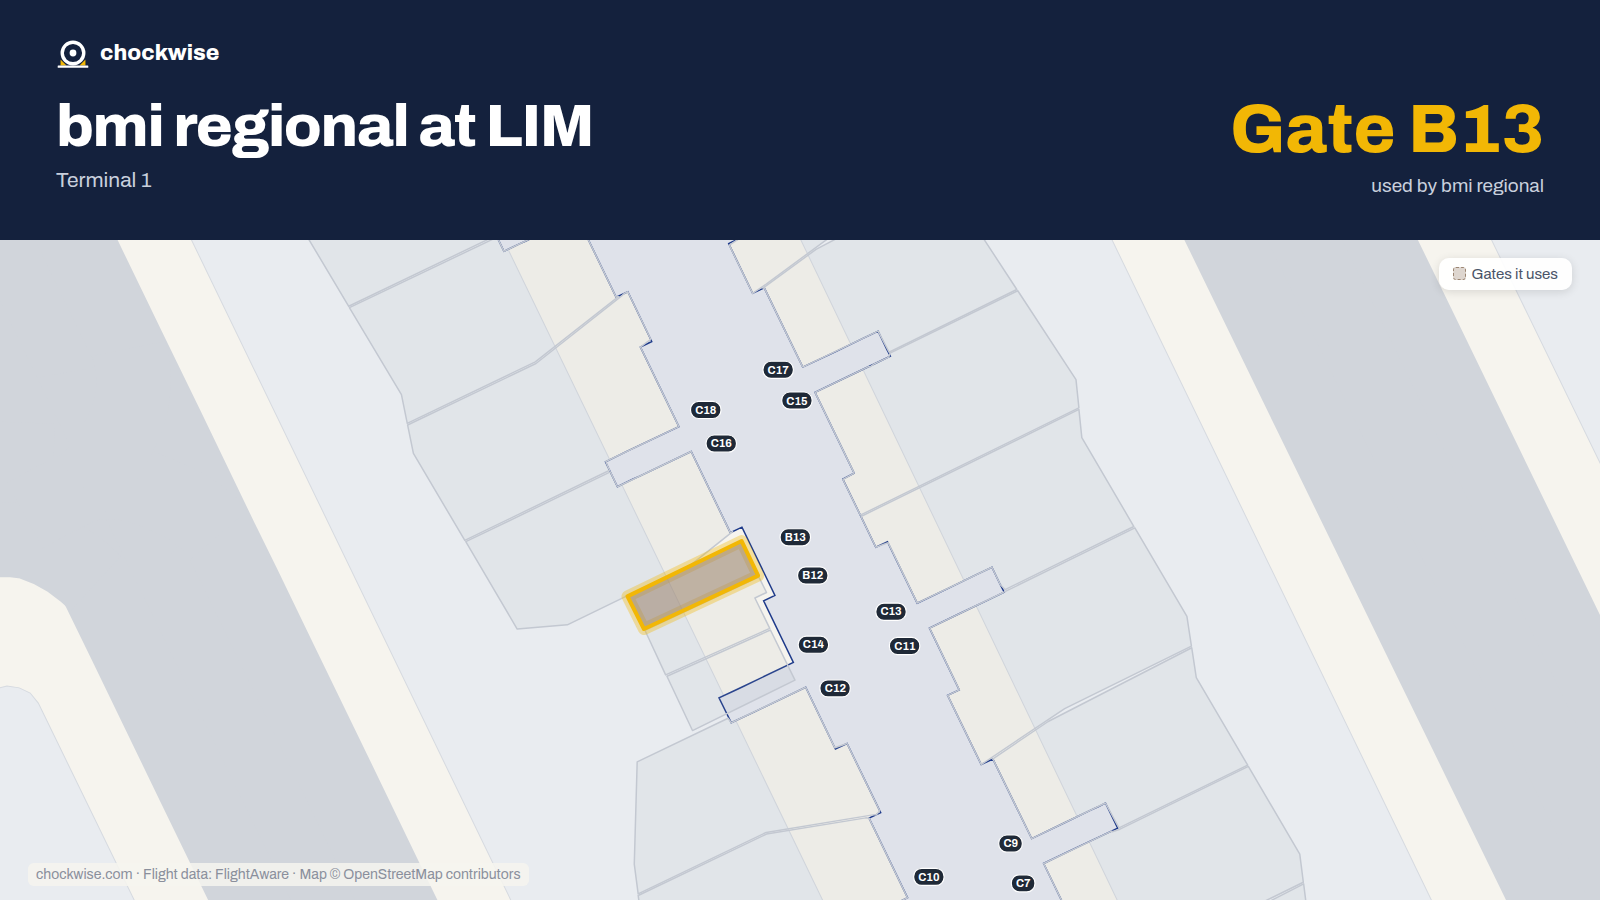 chockwise
bmi regional at LIM
Terminal 1
Gate B13
used by bmi regional
Gates it uses
C17
C15
C18
C16
B13
B12
C13
C11
C14
C12
C9
C10
C7
chockwise.com · Flight data: FlightAware · Map © OpenStreetMap contributors